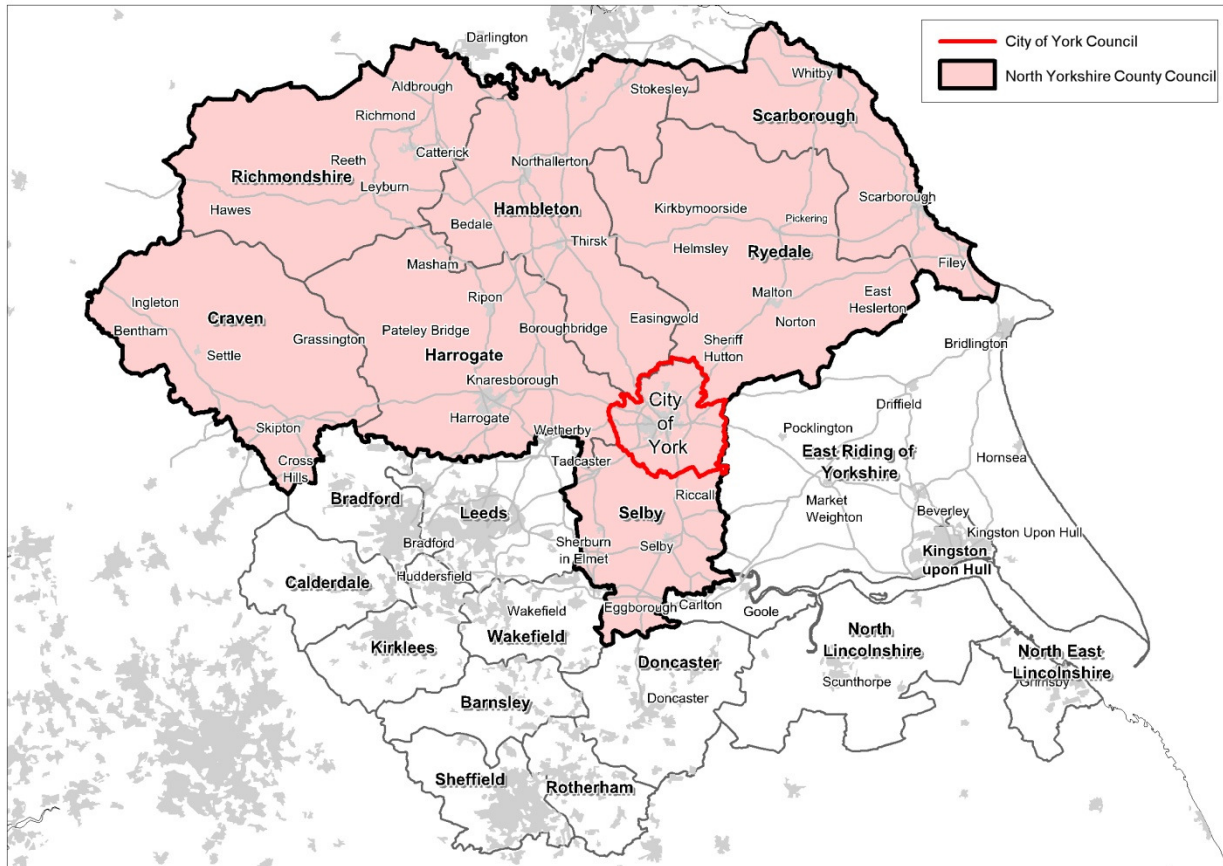 City of York Council
North Yorkshire County Council
Darlington
Aldbrough
Stokesley
Whitby
Scarborough
Richmond
Catterick
Reeth
Richmondshire
Northallerton
Leyburn
Hawes
Hambleton
Bedale
Kirkbymoorside
Pickering
Scarborough
Thirsk
Helmsley
Ryedale
Masham
Filey
Ingleton
Ripon
Malton
East
Heslerton
Craven
Bentham
Grassington
Pateley Bridge
Boroughbridge
Easingwold
Norton
Settle
Harrogate
Sheriff
Hutton
Bridlington
Knaresborough
City
of
York
Harrogate
Driffield
Skipton
Wetherby
Pocklington
East Riding of
Yorkshire
Hornsea
Cross
Hills
Tadcaster
Bradford
Leeds
Riccall
Selby
Market
Weighton
Beverley
Bradford
Sherburn
in Elmet
Selby
Kingston Upon Hull
Kingston
upon Hull
Calderdale
Huddersfield
Wakefield
Eggborough
Carlton
Goole
Wakefield
Kirklees
Doncaster
North
Lincolnshire
North East
Lincolnshire
Scunthorpe
Grimsby
Barnsley
Doncaster
Sheffield
Rotherham